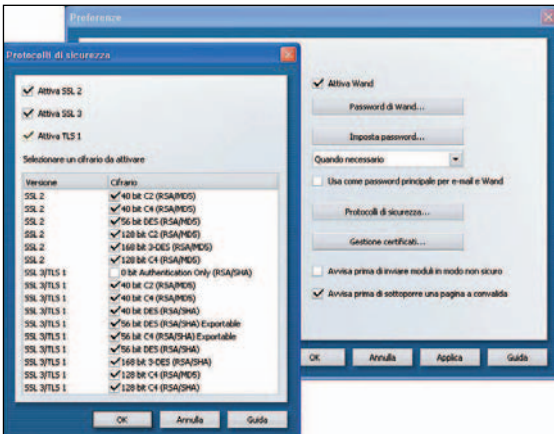 Preferenze
Protocolli di sicurezza
Attiva SSL 2
Attiva SSL 3
Attiva TLS 1
Selezionare un cifrario da attivare
Versione Cifrario
SSL 2 40 bit C2 (RSA/MD5)
SSL 2 40 bit C4 (RSA/MD5)
SSL 2 56 bit DES (RSA/MD5)
SSL 2 128 bit C2 (RSA/MD5)
SSL 2 168 bit 3-DES (RSA/MD5)
SSL 2 128 bit C4 (RSA/MD5)
SSL 3/TLS 1 0 bit Authentication Only (RSA/SHA)
SSL 3/TLS 1 40 bit C2 (RSA/MD5)
SSL 3/TLS 1 40 bit C4 (RSA/MD5)
SSL 3/TLS 1 40 bit DES (RSA/SHA)
SSL 3/TLS 1 56 bit DES (RSA/SHA) Exportable
SSL 3/TLS 1 56 bit C4 (RSA/SHA) Exportable
SSL 3/TLS 1 56 bit DES (RSA/SHA)
SSL 3/TLS 1 168 bit 3-DES (RSA/SHA)
SSL 3/TLS 1 128 bit C4 (RSA/MD5)
SSL 3/TLS 1 128 bit C4 (RSA/SHA)
OK Annulla Guida
Attiva Wand
Password di Wand...
Imposta password...
Quando necessario
Usa come password principale per e-mail e Wand
Protocolli di sicurezza...
Gestione certificati...
Avvisa prima di inviare moduli in modo non sicuro
Avvisa prima di sottoporre una pagina a convalida
OK Annulla Applica Guida